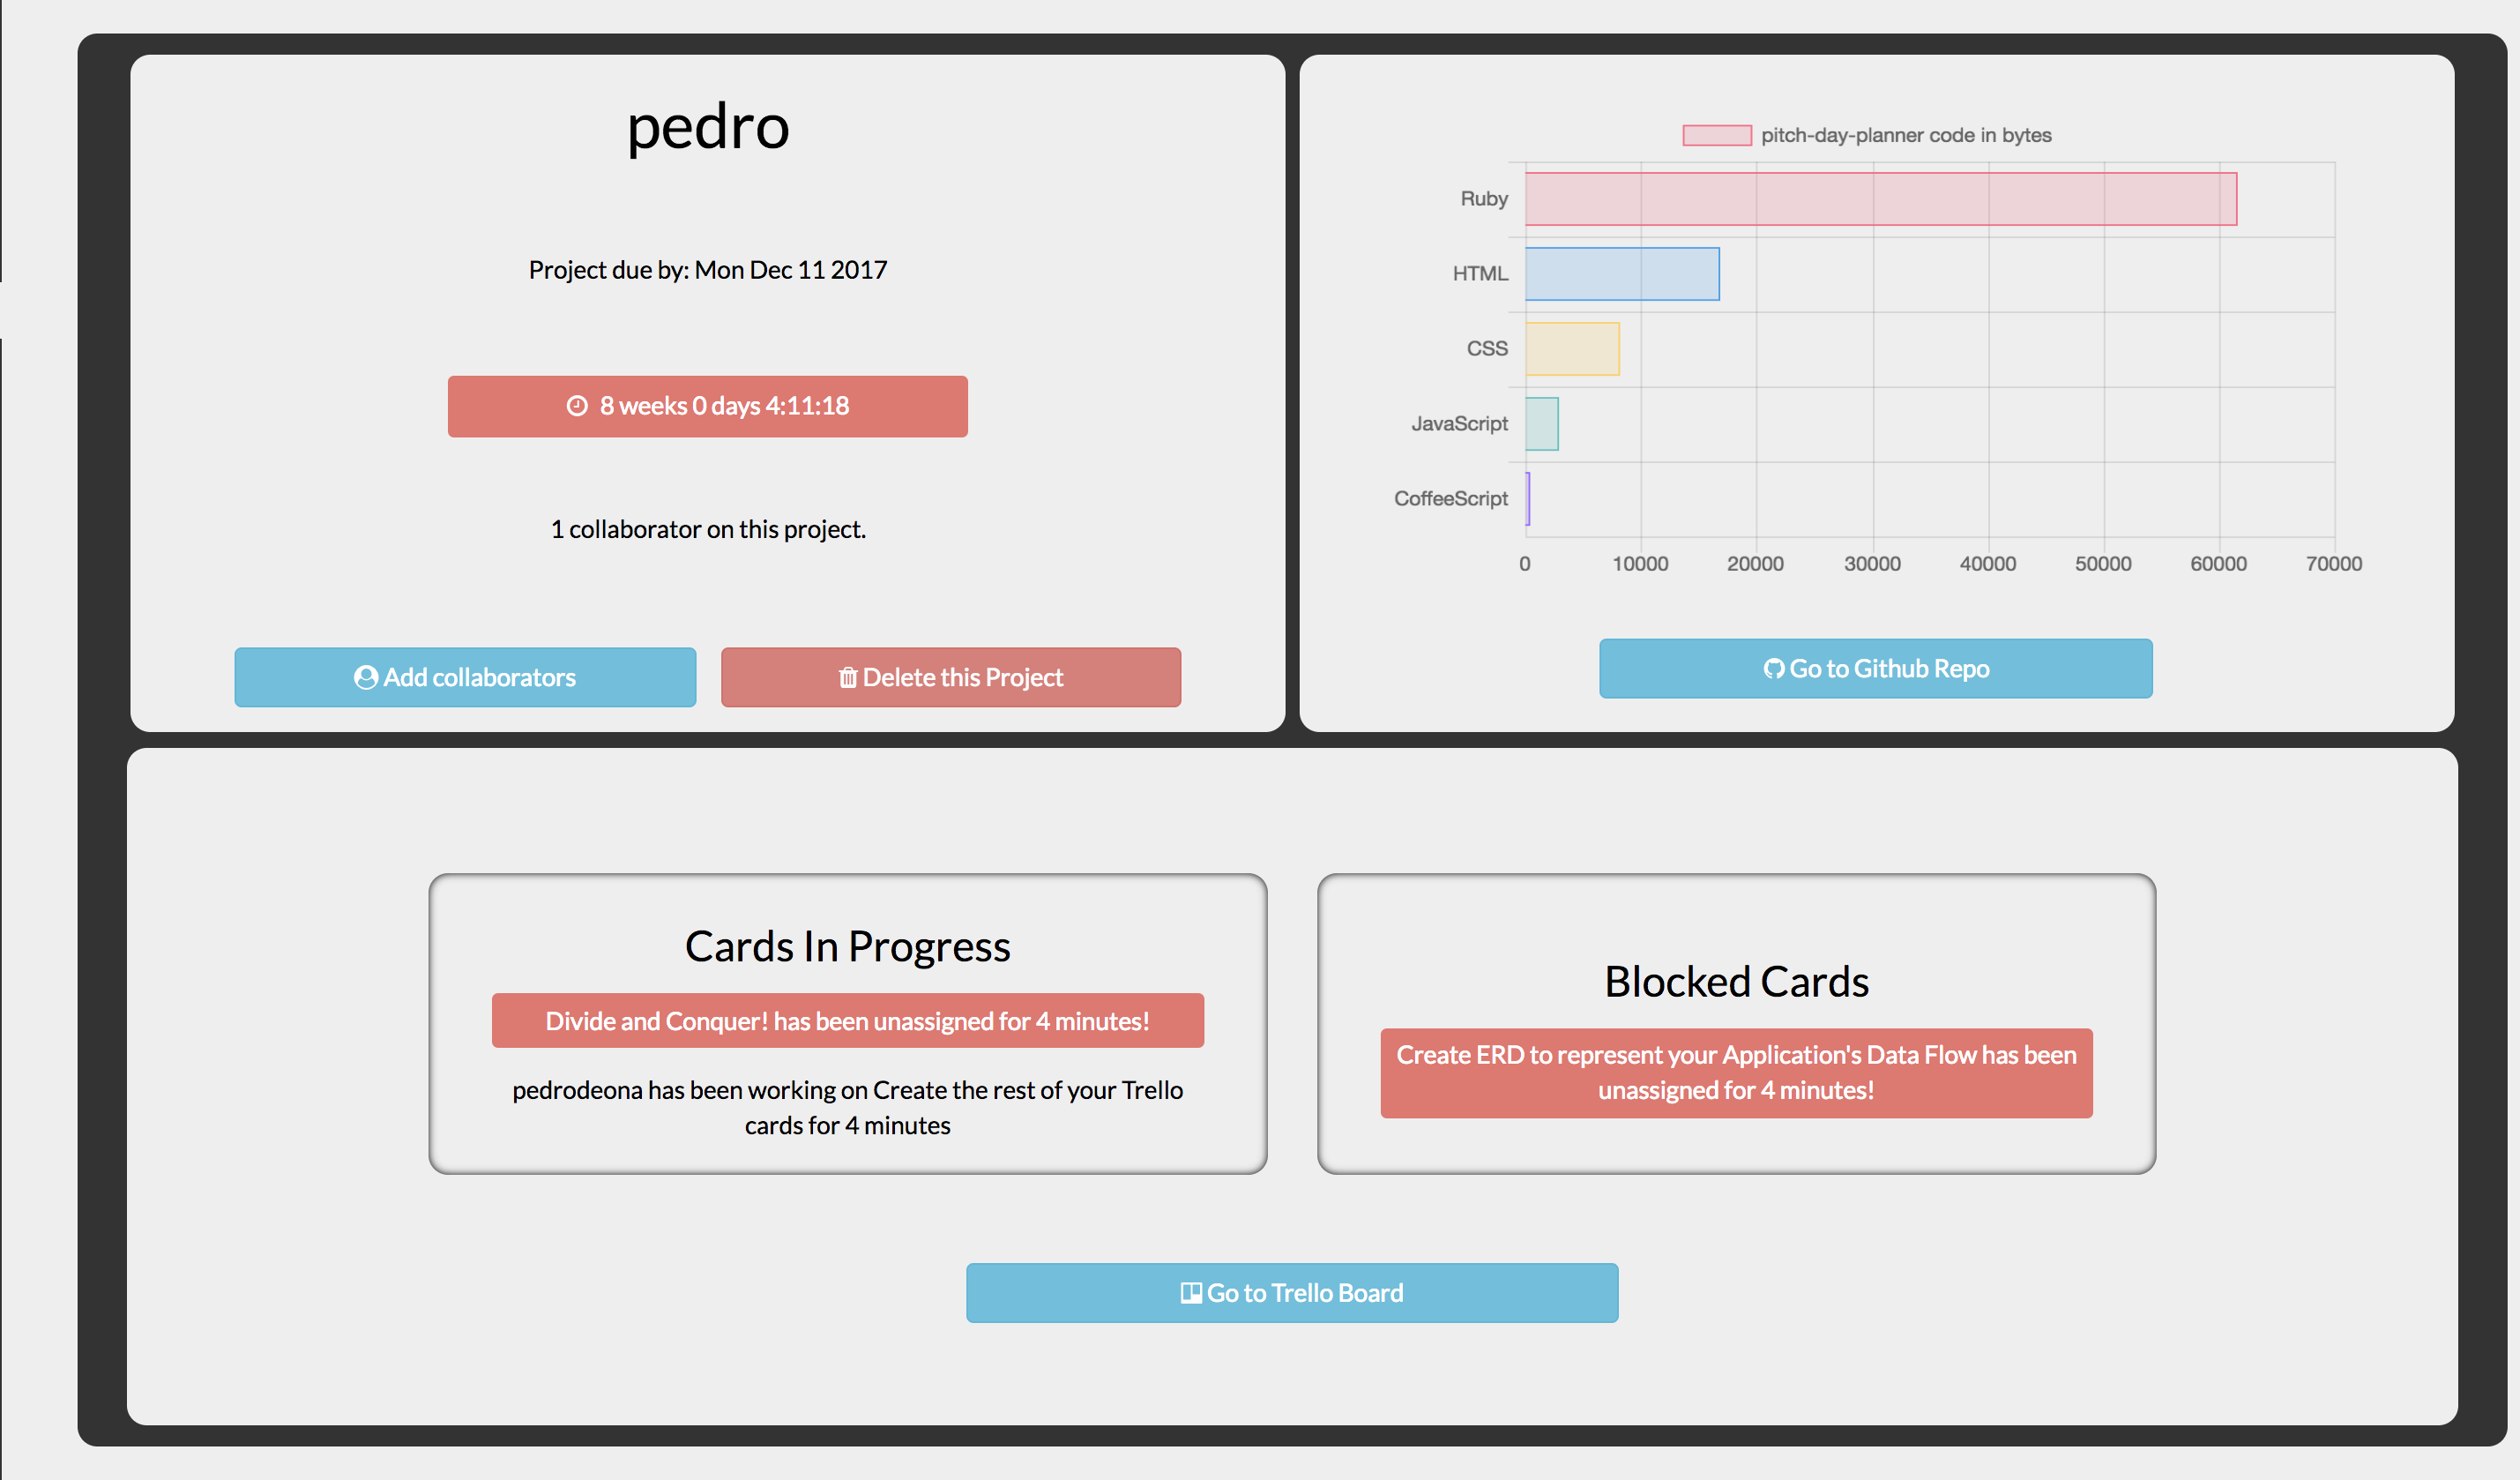 pedro
Project due by: Mon Dec 11 2017
8 weeks 0 days 4:11:18
1 collaborator on this project.
Add collaborators
Delete this Project
pitch-day-planner code in bytes
Ruby
HTML
CSS
JavaScript
CoffeeScript
0 10000 20000 30000 40000 50000 60000 70000
Go to Github Repo
Cards In Progress
Divide and Conquer! has been unassigned for 4 minutes!
pedrodeona has been working on Create the rest of your Trello
cards for 4 minutes
Blocked Cards
Create ERD to represent your Application's Data Flow has been
unassigned for 4 minutes!
Go to Trello Board